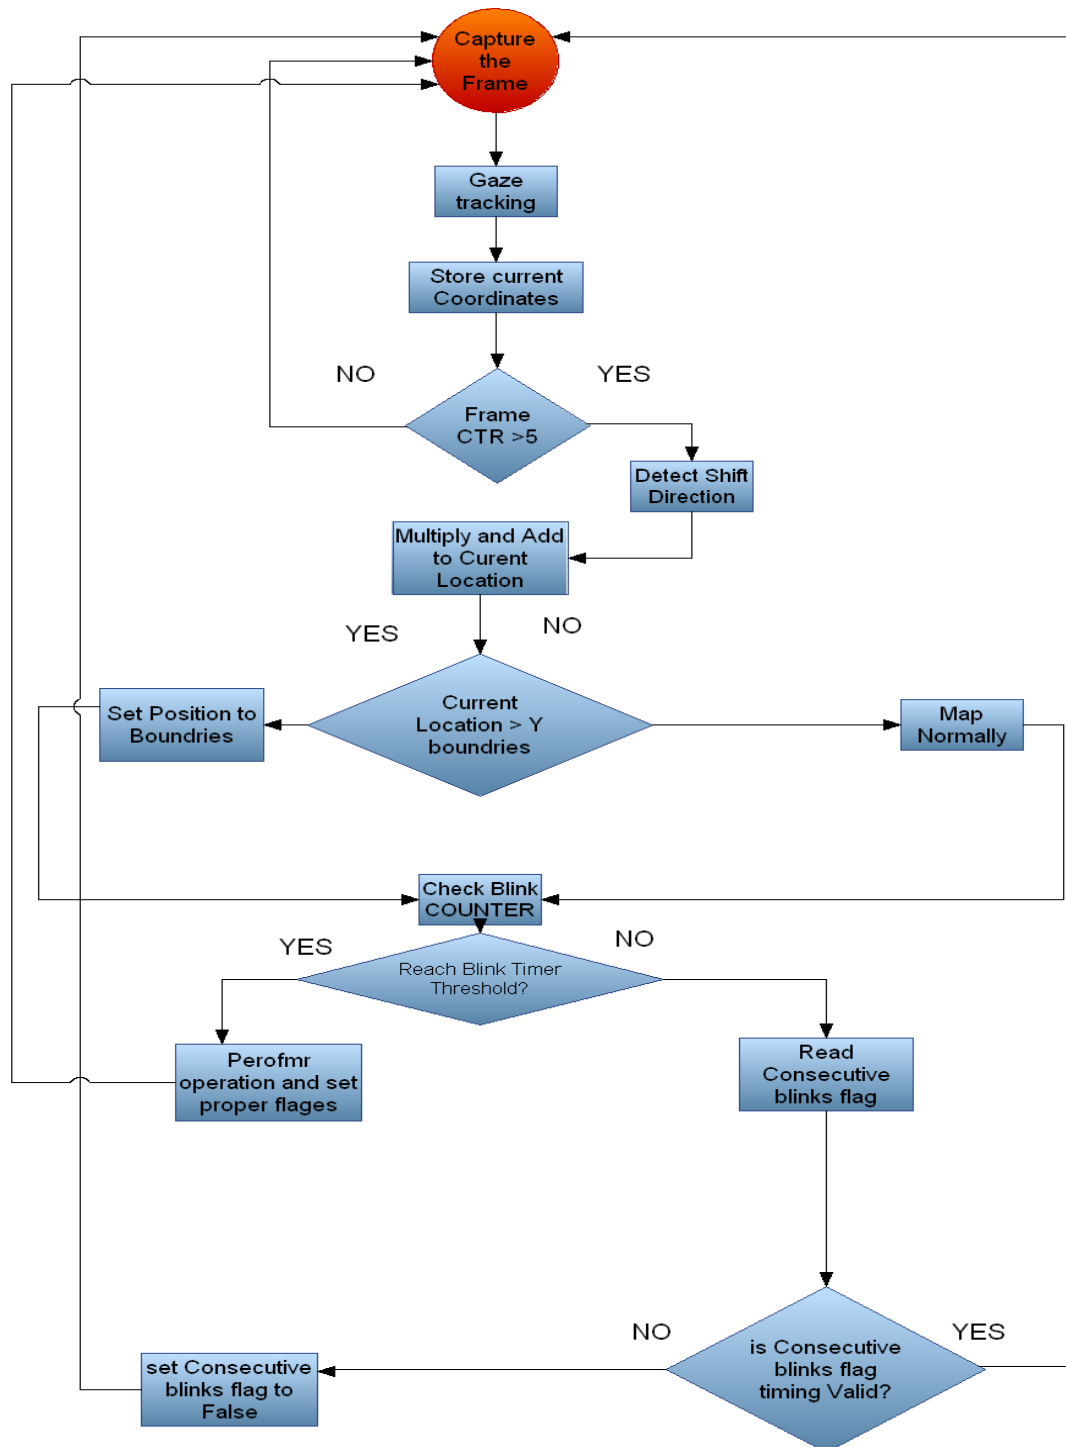 Capture
the
Frame
Gaze
tracking
Store current
Coordinates
NO
YES
Frame
CTR >5
Detect Shift
Direction
Multiply and Add
to Curent
Location
YES
NO
Current
Location > Y
boundries
Set Position to
Boundries
Map
Normally
Check Blink
COUNTER
YES
NO
Reach Blink Timer
Threshold?
Perofmr
operation and set
proper flages
Read
Consecutive
blinks flag
NO
YES
is Consecutive
blinks flag
timing Valid?
set Consecutive
blinks flag to
False